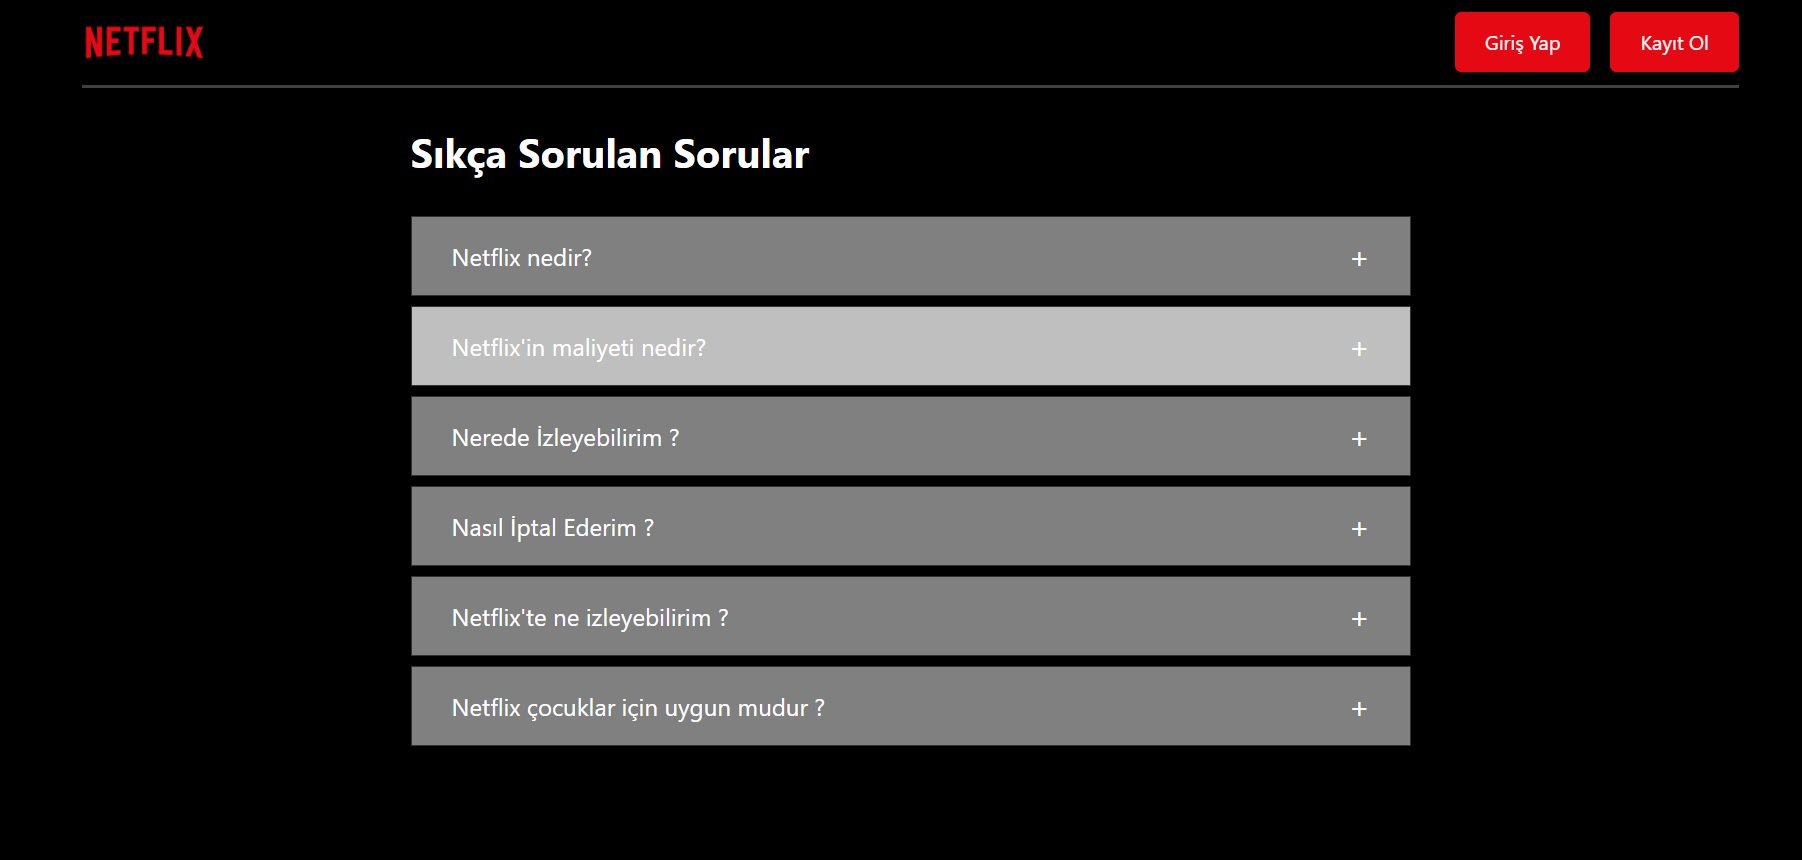 NETFLIX
Giriş Yap
Kayıt Ol
Sıkça Sorulan Sorular
Netflix nedir? +
Netflix'in maliyeti nedir? +
Nerede İzleyebilirim ? +
Nasıl İptal Ederim ? +
Netflix'te ne izleyebilirim ? +
Netflix çocuklar için uygun mudur ? +